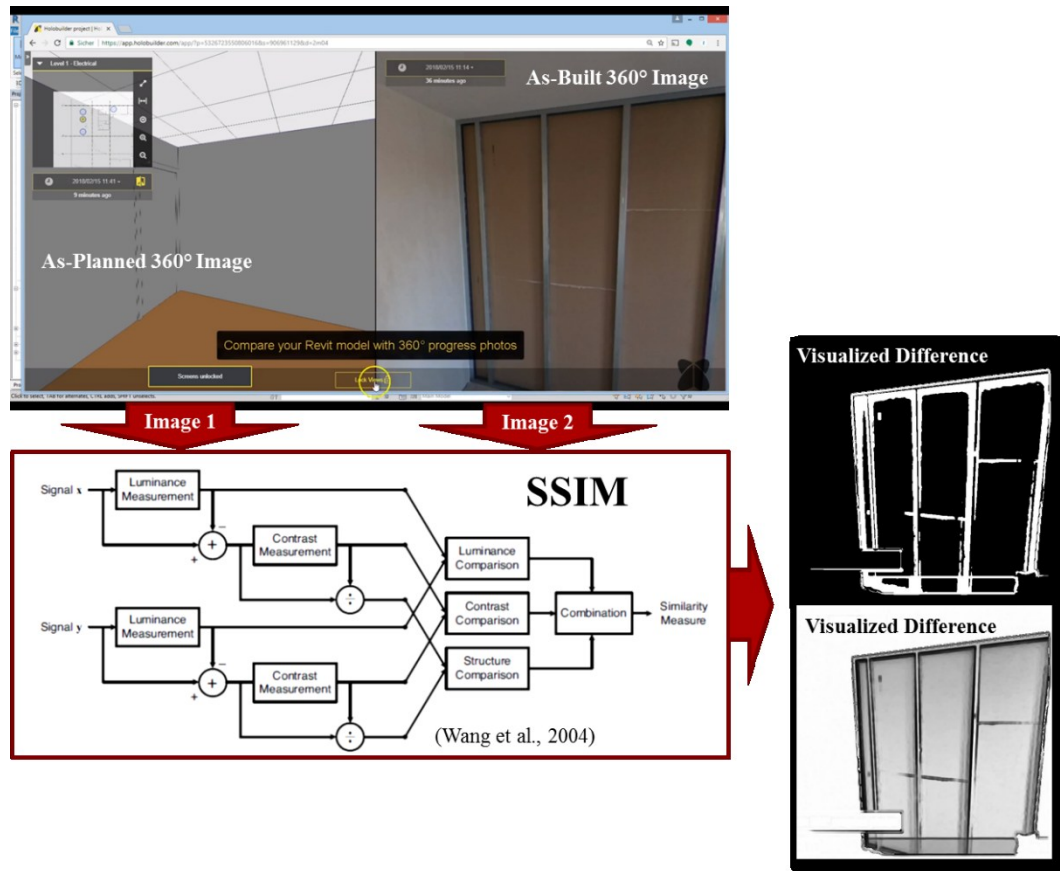 Holobuilder project | H
Sicher
Level 1 - Electrical
2018/02/15 11:41
9 minutes ago
2018/02/15 11:14
36 minutes ago
As-Built 360° Image
As-Planned 360° Image
Compare your Revit model with 360° progress photos
Screens unlocked
Image 1
Image 2
SSIM
Signal x
Luminance
Measurement
Contrast
Measurement
Signal y
Luminance
Measurement
Contrast
Measurement
Luminance
Comparison
Contrast
Comparison
Structure
Comparison
Combination
Similarity
Measure
(Wang et al., 2004)
Visualized Difference
Visualized Difference